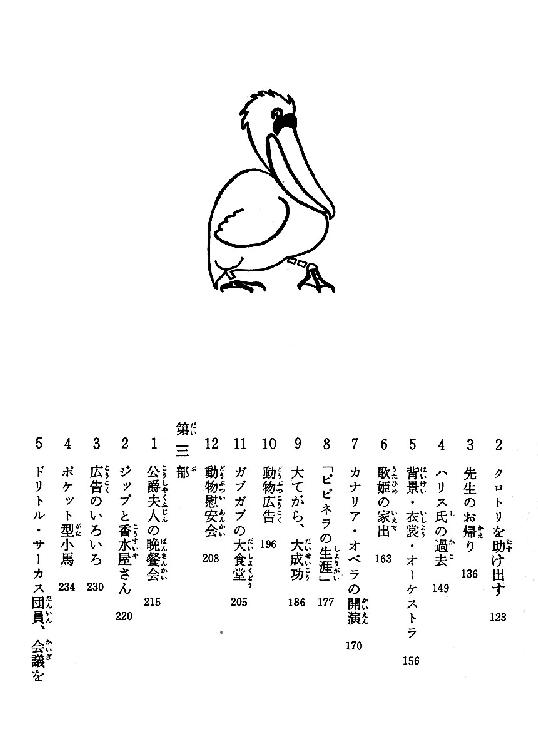 2 クロトリを助け出す 123
3 先生のお帰り 136
4 ハリス氏の過去 149
5 背景・衣裳・オーケストラ 156
6 歌姫の家出 163
7 カナリア・オペラの開演 170
8 「ピピネラの生涯」 177
9 大てがら、大成功 186
10 動物広告 196
11 ガブガブの大食堂 205
12 動物慰安会 208
第三部
1 公爵夫人の晩餐会 215
2 ジップと香水屋さん 220
3 広告のいろいろ 230
4 ポケット型小馬 234
5 ドリトル・サーカス団員、会議を